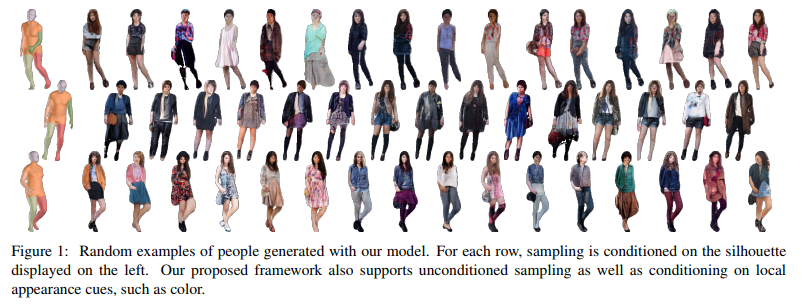 Figure 1: Random examples of people generated with our model. For each row, sampling is conditioned on the silhouette
displayed on the left. Our proposed framework also supports unconditioned sampling as well as conditioning on local
appearance cues, such as color.